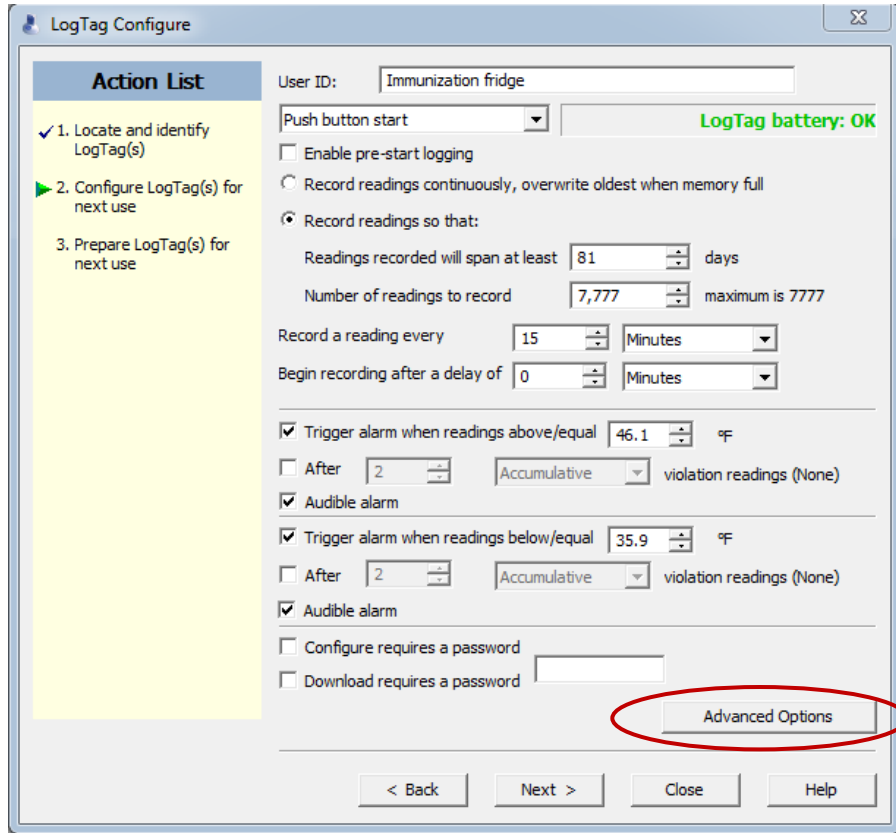 LogTag Configure
Action List
1. Locate and identify
LogTag(s)
2. Configure LogTag(s) for
next use
3. Prepare LogTag(s) for
next use
User ID: Immunization fridge
Push button start LogTag battery: OK
Enable pre-start logging
Record readings continuously, overwrite oldest when memory full
Record readings so that:
Readings recorded will span at least 81 days
Number of readings to record 7,777 maximum is 7777
Record a reading every 15 Minutes
Begin recording after a delay of 0 Minutes
Trigger alarm when readings above/equal 46.1 ºF
After 2 Accumulative violation readings (None)
Audible alarm
Trigger alarm when readings below/equal 35.9 ºF
After 2 Accumulative violation readings (None)
Audible alarm
Configure requires a password
Download requires a password
Advanced Options
< Back Next > Close Help